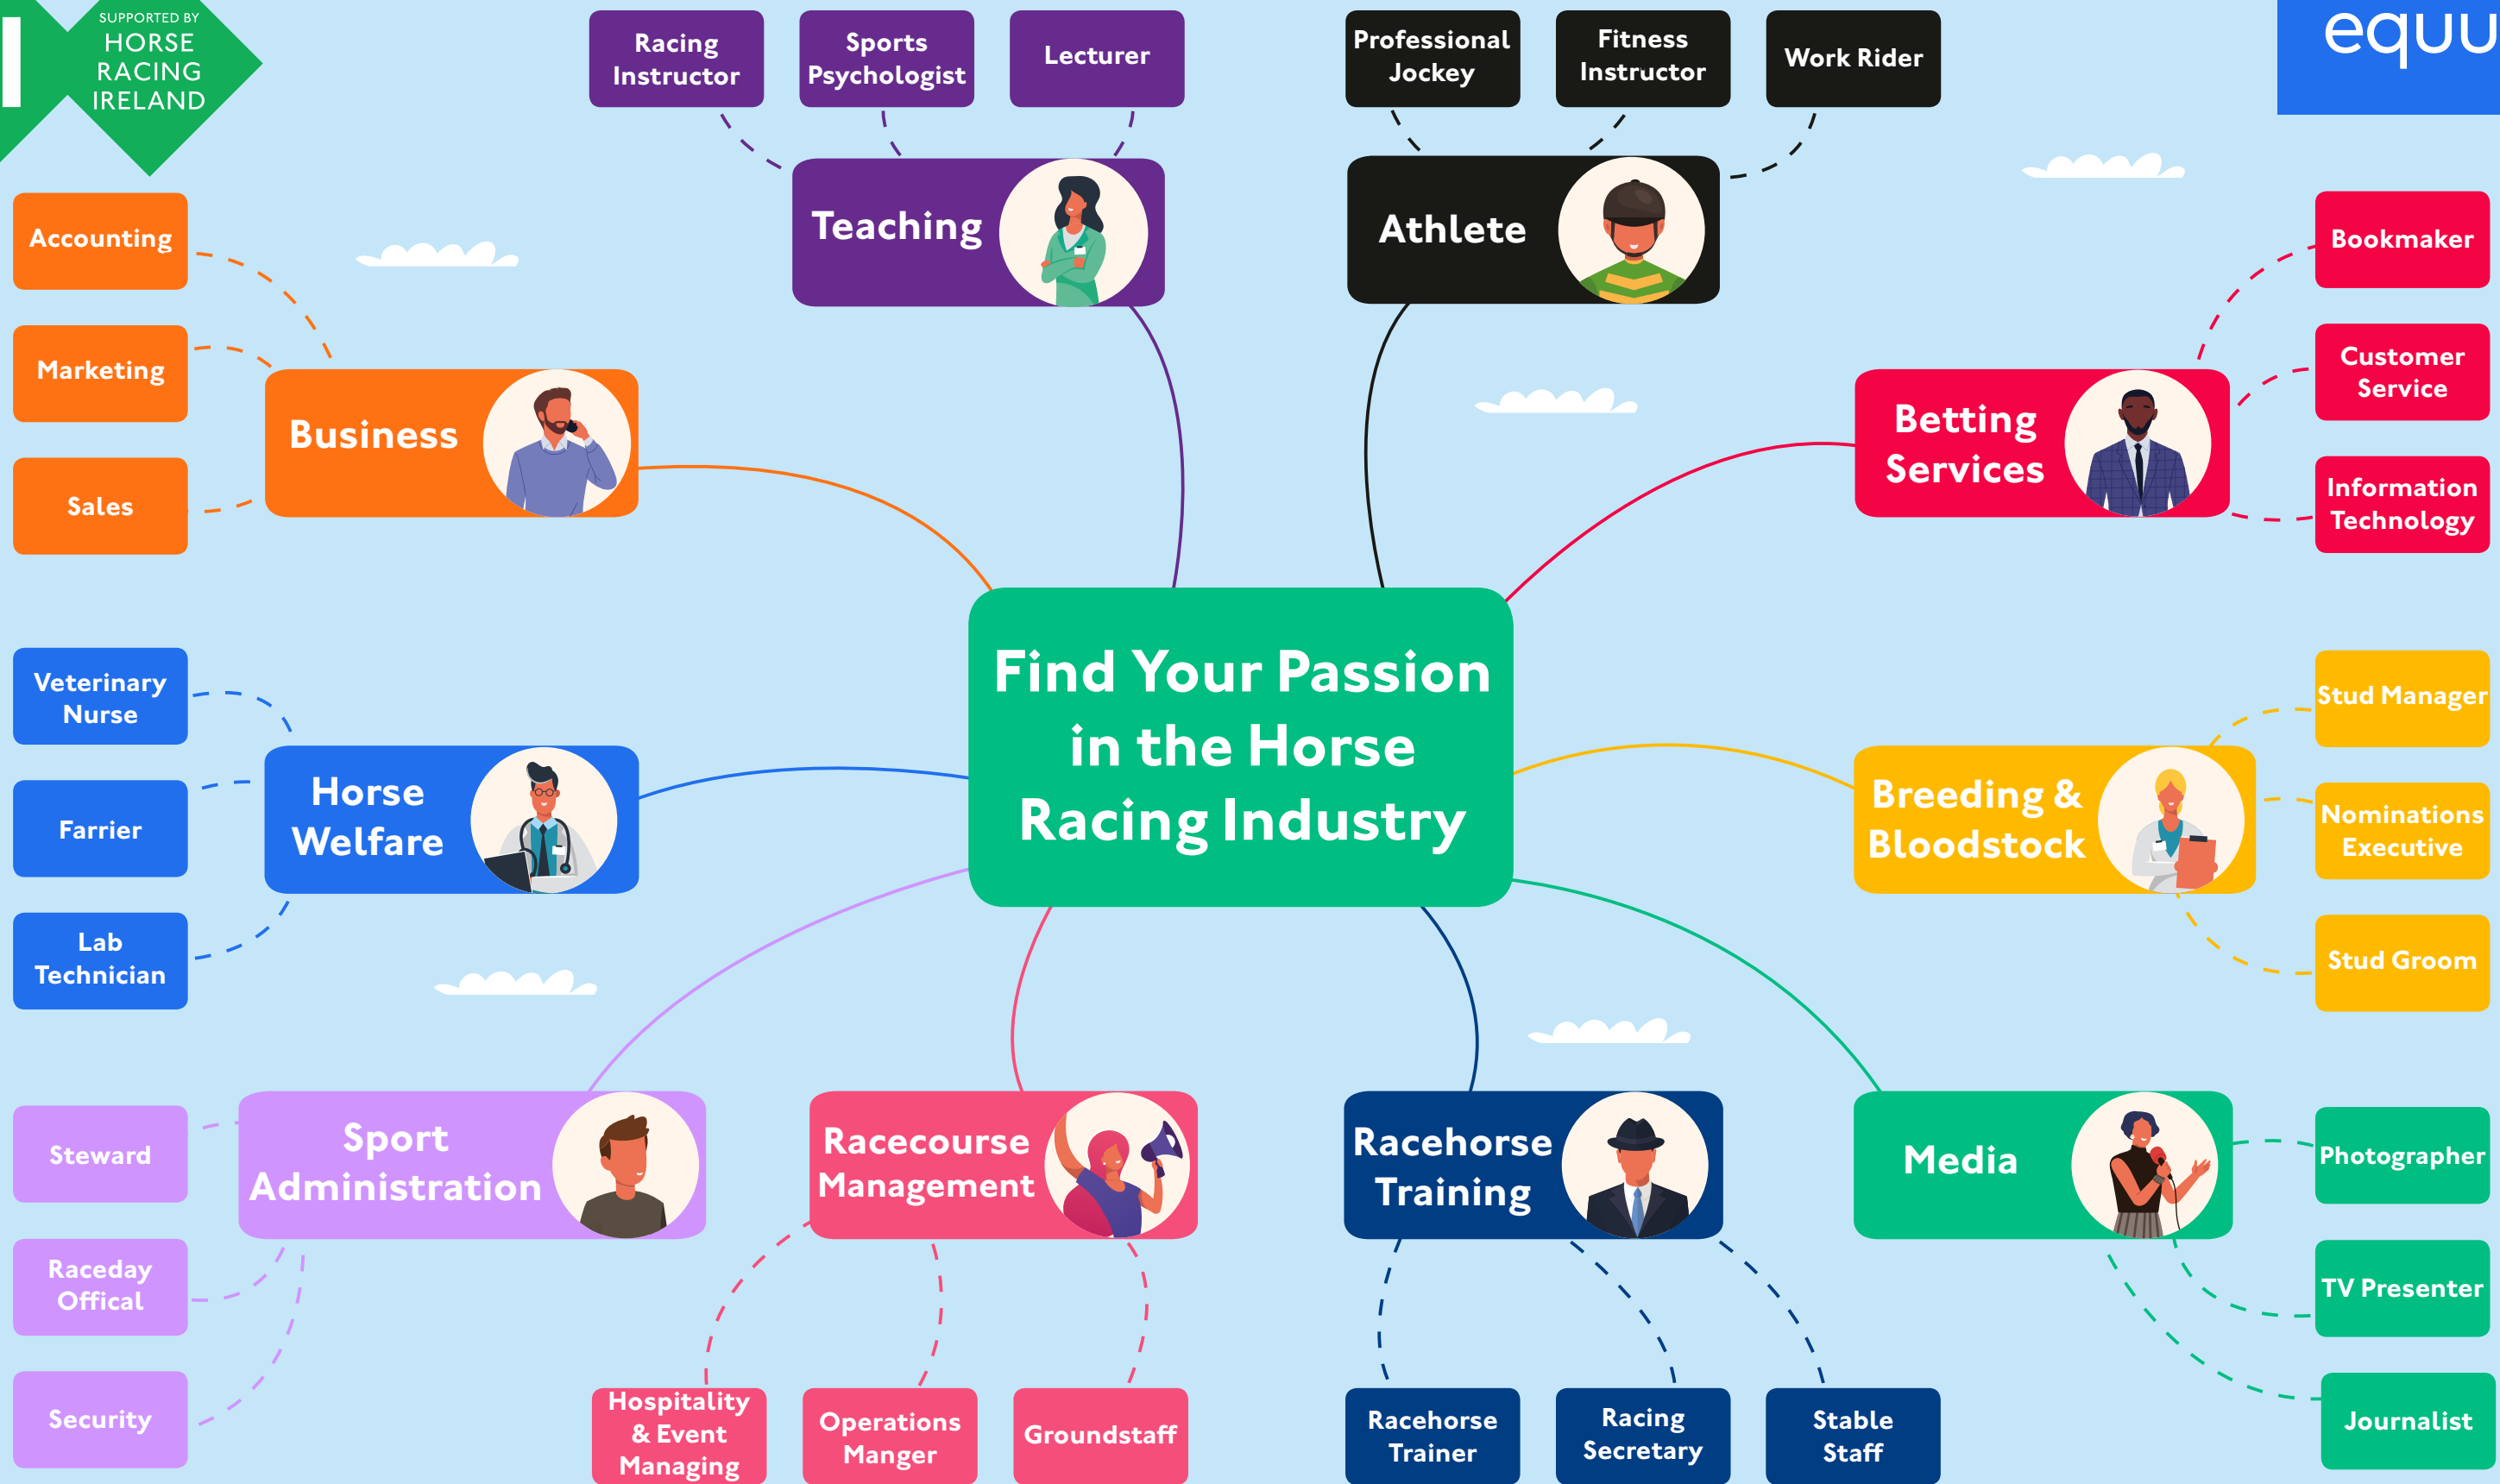 SUPPORTED BY
HORSE
RACING
IRELAND
Racing
Instructor
Sports
Psychologist
Lecturer
Professional
Jockey
Fitness
Instructor
Work Rider
equu
Teaching
Athlete
Accounting
Marketing
Sales
Business
Bookmaker
Customer
Service
Information
Technology
Betting
Services
Find Your Passion
in the Horse
Racing Industry
Veterinary
Nurse
Farrier
Lab
Technician
Horse
Welfare
Stud Manager
Nominations
Executive
Stud Groom
Breeding &
Bloodstock
Steward
Raceday
Offical
Security
Sport
Administration
Racecourse
Management
Racehorse
Training
Media
Photographer
TV Presenter
Journalist
Hospitality
& Event
Managing
Operations
Manger
Groundstaff
Racehorse
Trainer
Racing
Secretary
Stable
Staff